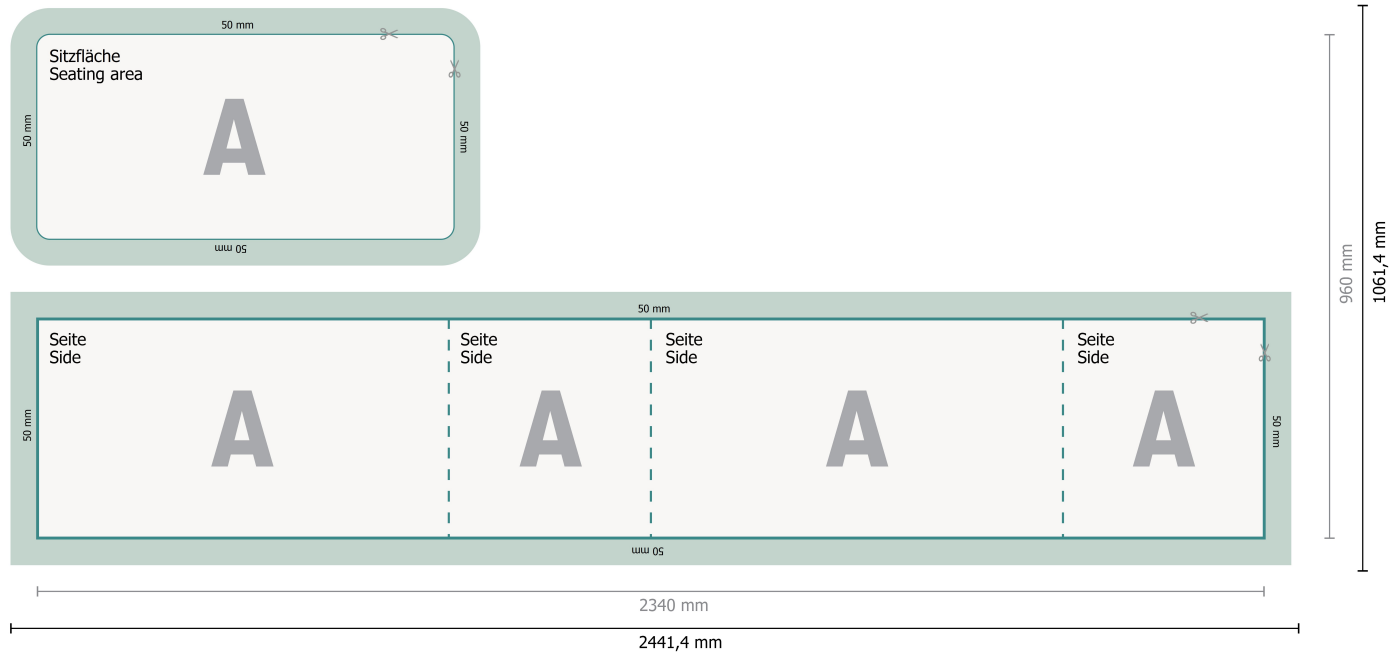 50 mm
Sitzfläche
Seating area
A
50 mm
50 mm
50 mm
960 mm
1061,4 mm
50 mm
Seite
Side
Seite
Side
Seite
Side
Seite
Side
A
A
A
A
50 mm
50 mm
50 mm
2340 mm
2441,4 mm